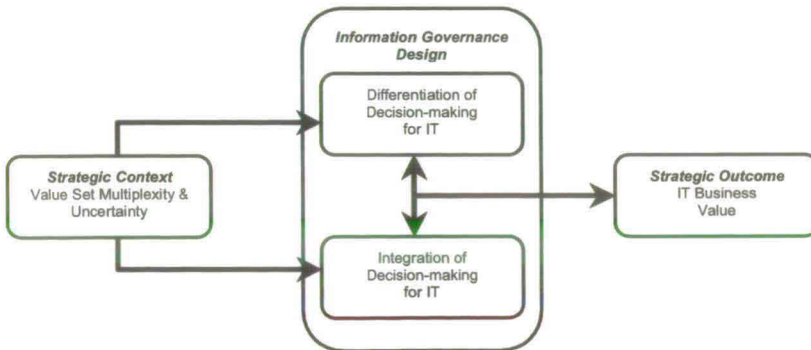 Information Governance
Design
Differentiation of
Decision-making
for IT
Strategic Context
Value Set Multiplexity &
Uncertainty
Strategic Outcome
IT Business
Value
Integration of
Decision-making
for IT